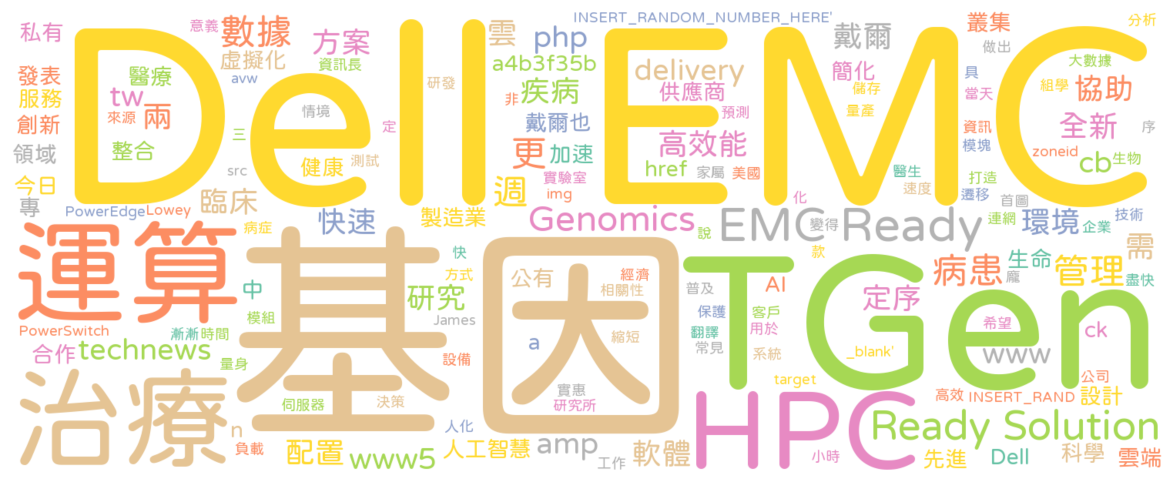 INSERT_RANDOM_NUMBER_HERE'
私有
意義
數據
方案
雲
php
戴爾
叢集
分析
做出
虛擬化
資訊長
a4b3f35b
delivery
簡化
具
大數據
Dell EMC
發表
醫療
avw
研發
疾病
供應商
儲存
組學
協助
服務
tw
兩
來源
情境
非
預測
量產
當天
創新
定
戴爾也
高效能
資訊
全新
序
領域
整合
三
健康
測試
更
加速
href
家屬
美國
醫生
模塊
zoneid
cb
生物
今日
src
實驗室
img
速度
打造
遷移
專
PowerEdge
Lowey
臨床
週
化
首圖
連網
技術
病症
快速
製造業
Genomics
說
變得
EMC Ready
環境
企業
運算
基因
快
公有
經濟
TGen
病患
生命
管理
需
中
方式
研究
相關性
普及
AI
定序
龐
盡快
模組
James
保護
客戶
希望
PowerSwitch
漸漸
時間
a
縮短
翻譯
用於
ck
合作
technews
量身
設備
常見
系統
_blank'
www
治療
伺服器
決策
實惠
研究所
target
公司
HPC
高效
INSERT_RAND
設計
n
負載
人化
Ready Solution
配置
www5
人工智慧
amp
工作
軟體
小時
先進
Dell
科學
雲端